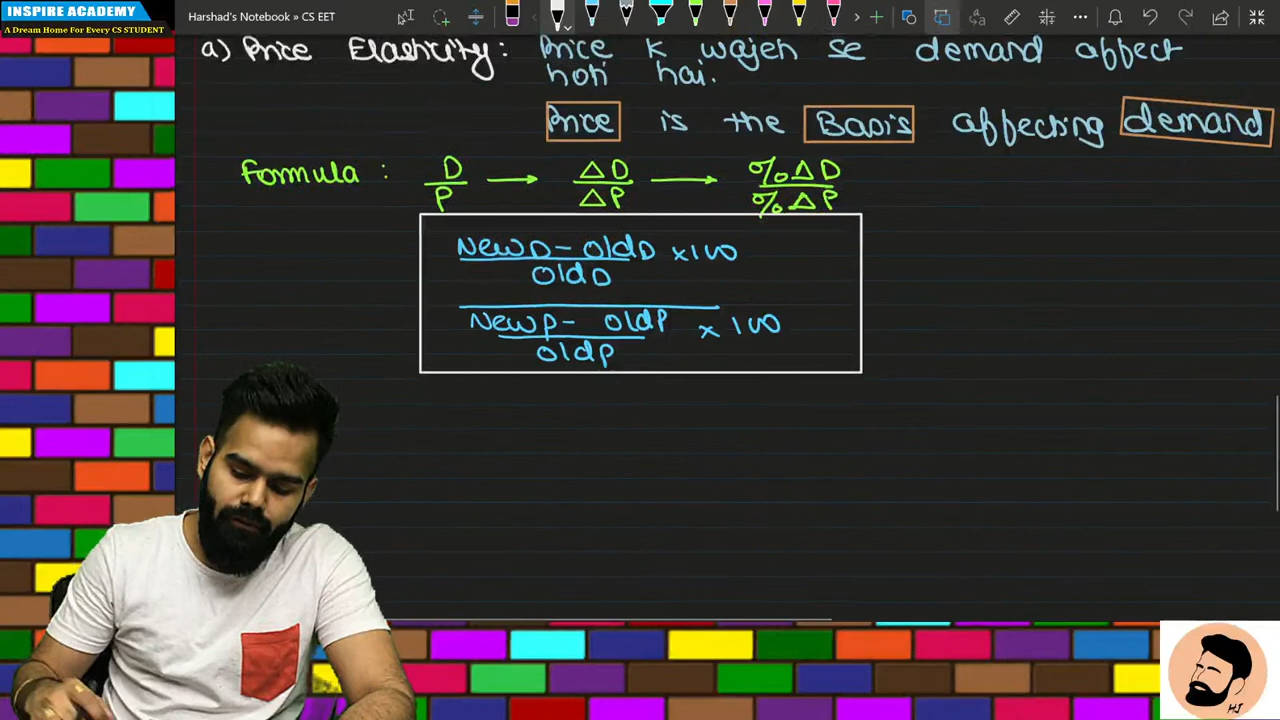 INSPIRE ACADEMY
A Dream Home For Every CS STUDENT
Harshad's Notebook » CS EET
a) Price Elasticity: Price k wajeh se demand affect
hoti hai.
Price is the Basis affecting demand
Formula : D/P → ΔD/ΔP → %ΔD/%ΔP
NewD - OldD ×100
OldD
NewP - OldP × 100
OldP
HJ